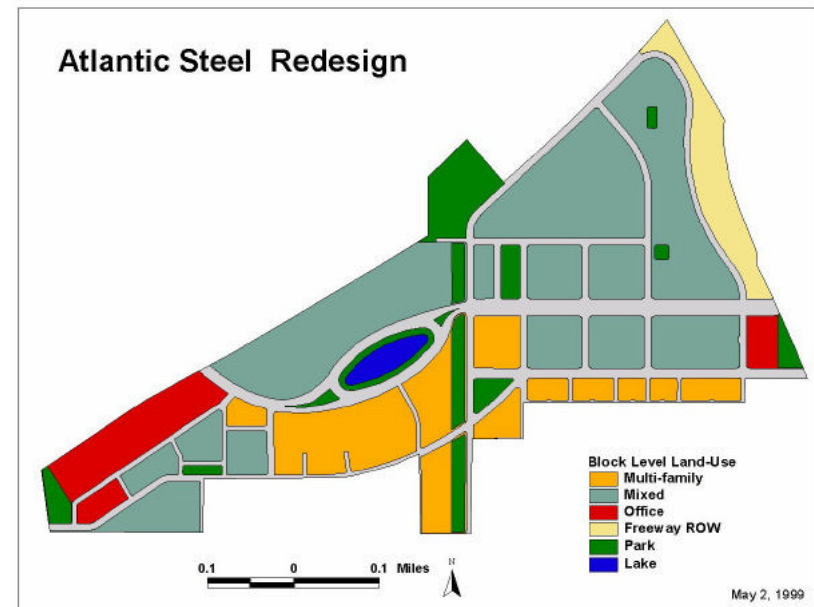 Atlantic Steel Redesign
Block Level Land-Use
Multi-family
Mixed
Office
Freeway ROW
Park
Lake
0.1 0 0.1 Miles
N
May 2, 1999